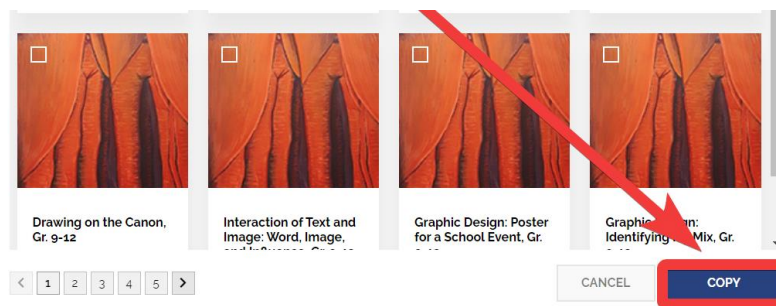 Drawing on the Canon,
Gr. 9-12
Interaction of Text and
Image: Word, Image,
Graphic Design: Poster
for a School Event, Gr.
Identifying Mix, Gr.
1 2 3 4 5
CANCEL
COPY